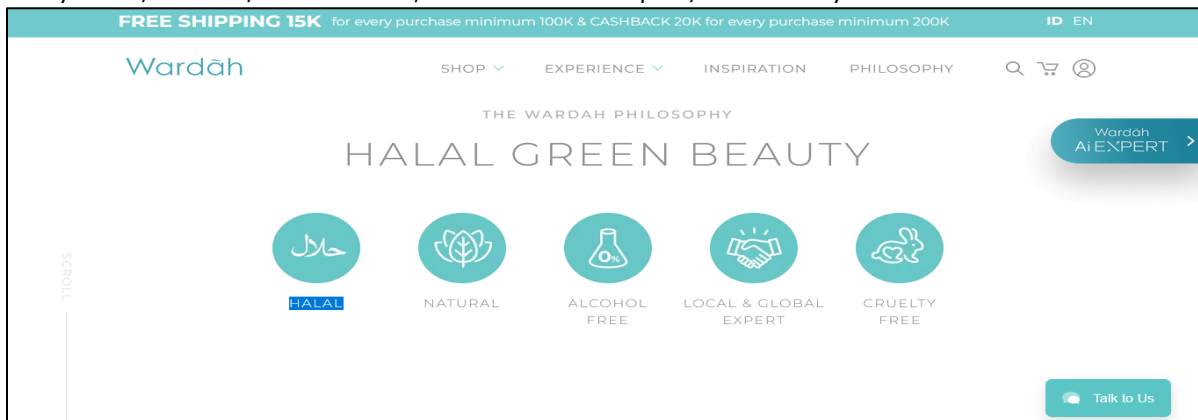 FREE SHIPPING 15K for every purchase minimum 100K & CASHBACK 20K for every purchase minimum 200K
ID EN
Wardāh
SHOP EXPERIENCE INSPIRATION PHILOSOPHY
THE WARDAH PHILOSOPHY
HALAL GREEN BEAUTY
Wardāh
Ai EXPERT
حلال
0%
HALAL
NATURAL
ALCOHOL
FREE
LOCAL & GLOBAL
EXPERT
CRUELTY
FREE
SCROLL
Talk to Us